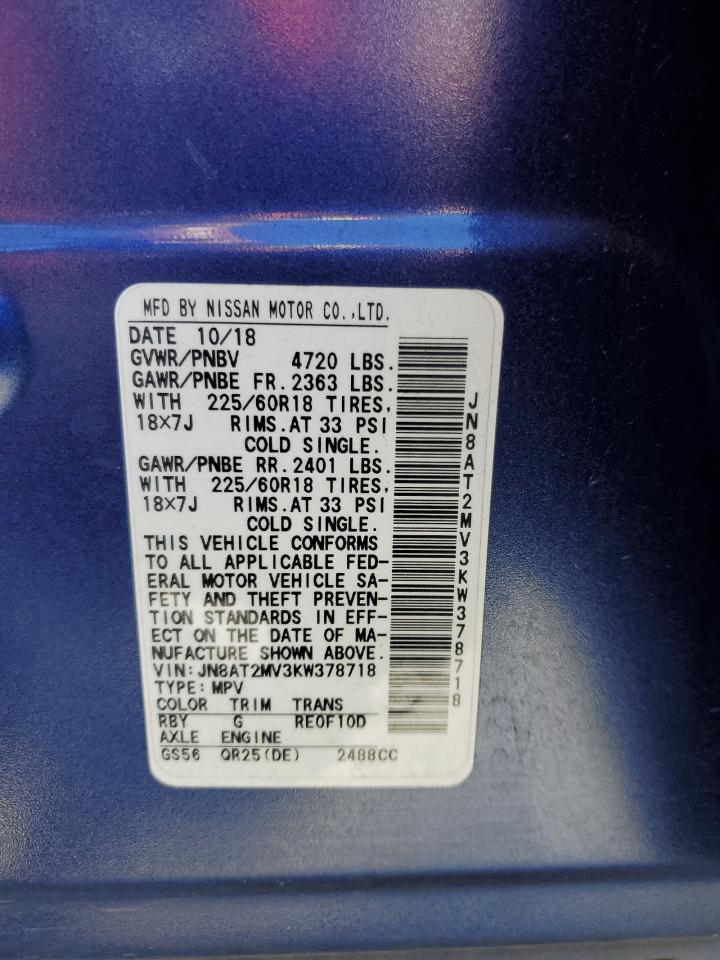 MFD BY NISSAN MOTOR CO.,LTD.
DATE 10/18
GVWR/PNBV 4720 LBS.
GAWR/PNBE FR.2363 LBS.
WITH 225/60R18 TIRES,
18×7J RIMS.AT 33 PSI
COLD SINGLE.
GAWR/PNBE RR.2401 LBS.
WITH 225/60R18 TIRES,
18×7J RIMS.AT 33 PSI
COLD SINGLE.
THIS VEHICLE CONFORMS
TO ALL APPLICABLE FED-
ERAL MOTOR VEHICLE SA-
FETY AND THEFT PREVEN-
TION STANDARDS IN EFF-
ECT ON THE DATE OF MA-
NUFACTURE SHOWN ABOVE.
VIN:JN8AT2MV3KW378718
TYPE:MPV
COLOR TRIM TRANS
RBY G RE0F10D
AXLE ENGINE
GS56 QR25(DE) 2488CC
JN8AT2MV3KW378718